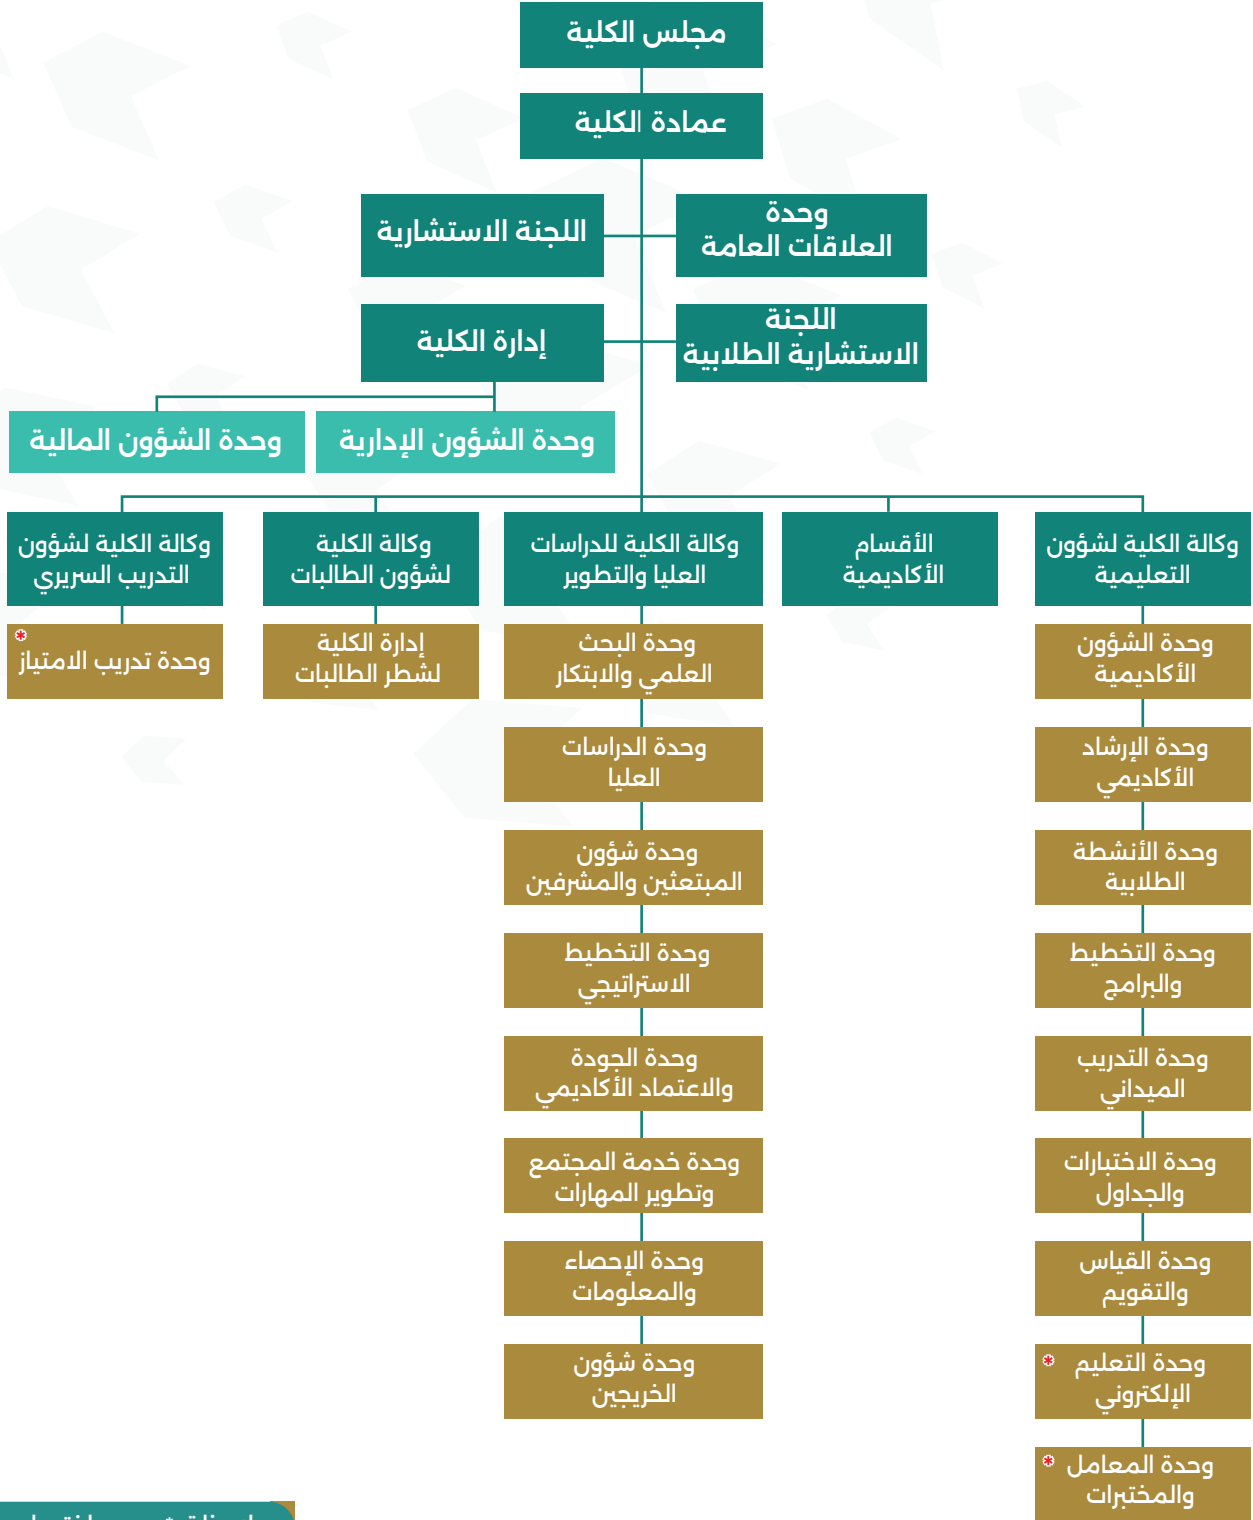 مجلس الكلية
عمادة الكلية
وحدة
العلاقات العامة
اللجنة الاستشارية
اللجنة
الاستشارية الطلابية
إدارة الكلية
وحدة الشؤون الإدارية
وحدة الشؤون المالية
وكالة الكلية لشؤون
التعليمية
الأقسام
الأكاديمية
وكالة الكلية للدراسات
العليا والتطوير
وكالة الكلية
لشؤون الطالبات
وكالة الكلية لشؤون
التدريب السريري
وحدة الشؤون
الأكاديمية
وحدة الإرشاد
الأكاديمي
وحدة الأنشطة
الطلابية
وحدة التخطيط
والبرامج
وحدة التدريب
الميداني
وحدة الاختبارات
والجداول
وحدة القياس
والتقويم
وحدة التعليم *
الإلكتروني
وحدة المعامل *
والمختبرات
وحدة البحث
العلمي والابتكار
وحدة الدراسات
العليا
وحدة شؤون
المبتعثين والمشرفين
وحدة التخطيط
الاستراتيجي
وحدة الجودة
والاعتماد الأكاديمي
وحدة خدمة المجتمع
وتطوير المهارات
وحدة الإحصاء
والمعلومات
وحدة شؤون
الخريجين
إدارة الكلية
لشطر الطالبات
*
وحدة تدريب الامتياز